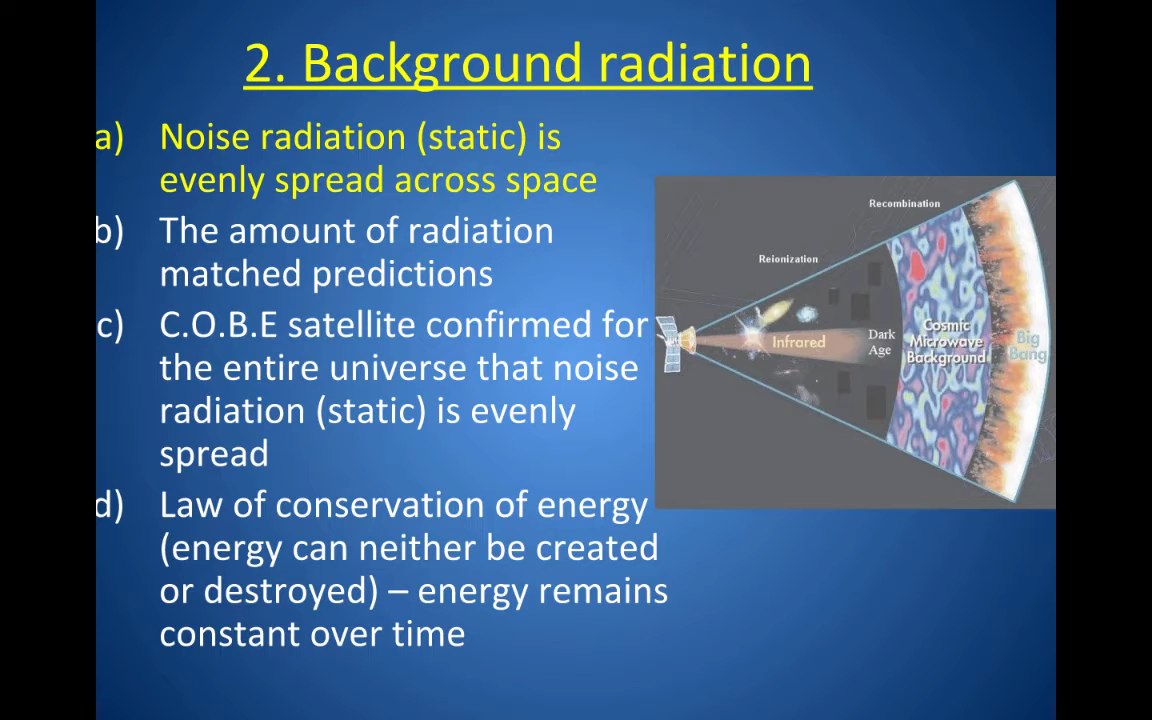 2. Background radiation
a) Noise radiation (static) is
evenly spread across space
b) The amount of radiation
matched predictions
c) C.O.B.E satellite confirmed for
the entire universe that noise
radiation (static) is evenly
spread
d) Law of conservation of energy
(energy can neither be created
or destroyed) – energy remains
constant over time
Recombination
Reionization
Infrared
Dark
Age
Cosmic
Microwave
Background
Big
Bang